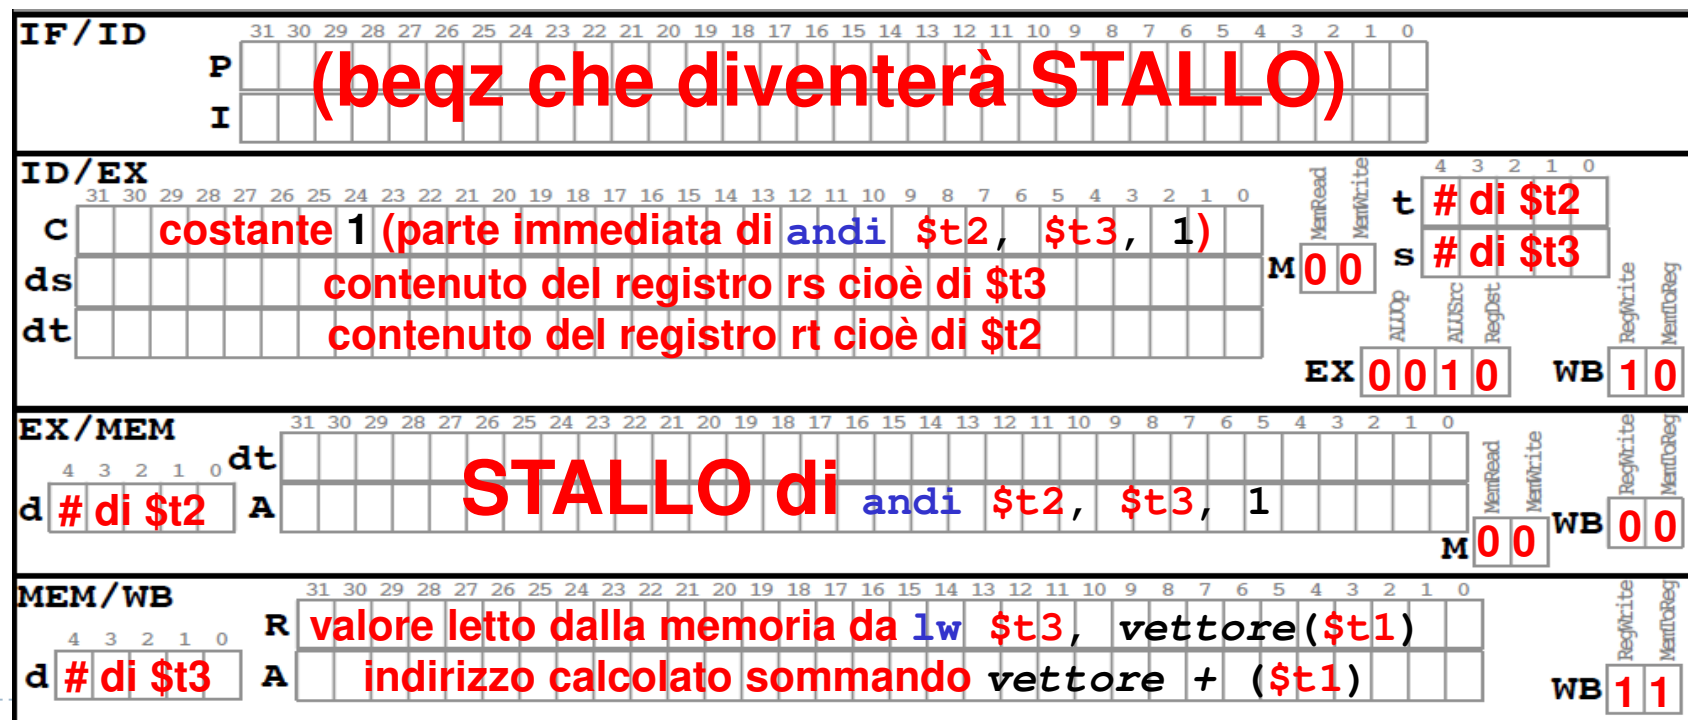 IF/ID
31 30 29 28 27 26 25 24 23 22 21 20 19 18 17 16 15 14 13 12 11 10 9 8 7 6 5 4 3 2 1 0
P
(beqz che diventerà STALLO)
I
ID/EX
31 30 29 28 27 26 25 24 23 22 21 20 19 18 17 16 15 14 13 12 11 10 9 8 7 6 5 4 3 2 1 0
MemRead MemWrite
4 3 2 1 0
C costante 1 (parte immediata di andi $t2, $t3, 1)
t # di $t2
s # di $t3
M 0 0
ds contenuto del registro rs cioè di $t3
dt contenuto del registro rt cioè di $t2
ALUOp ALUSrc RegDst
RegWrite MemToReg
EX 0 0 1 0
WB 1 0
EX/MEM
31 30 29 28 27 26 25 24 23 22 21 20 19 18 17 16 15 14 13 12 11 10 9 8 7 6 5 4 3 2 1 0
4 3 2 1 0
dt
d # di $t2
A
STALLO di andi $t2, $t3, 1
MemRead MemWrite
M 0 0
RegWrite MemToReg
WB 0 0
MEM/WB
31 30 29 28 27 26 25 24 23 22 21 20 19 18 17 16 15 14 13 12 11 10 9 8 7 6 5 4 3 2 1 0
R valore letto dalla memoria da lw $t3, vettore($t1)
4 3 2 1 0
d # di $t3
A indirizzo calcolato sommando vettore + ($t1)
RegWrite MemToReg
WB 1 1